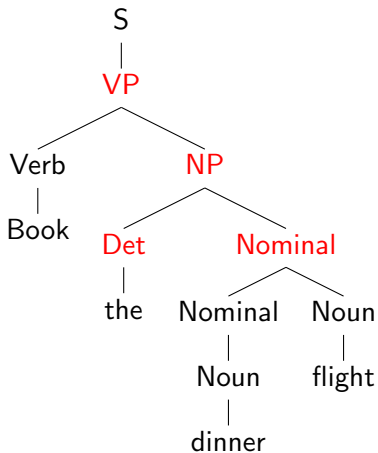 S
VP
Verb NP
Book Det Nominal
the Nominal Noun
Noun flight
dinner